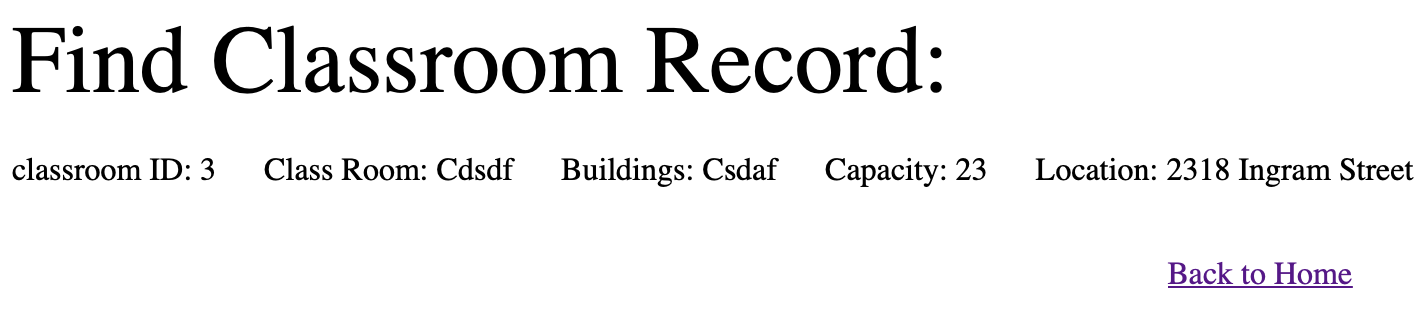 Find Classroom Record:
classroom ID: 3 Class Room: Cdsdf Buildings: Csdaf Capacity: 23 Location: 2318 Ingram Street
Back to Home